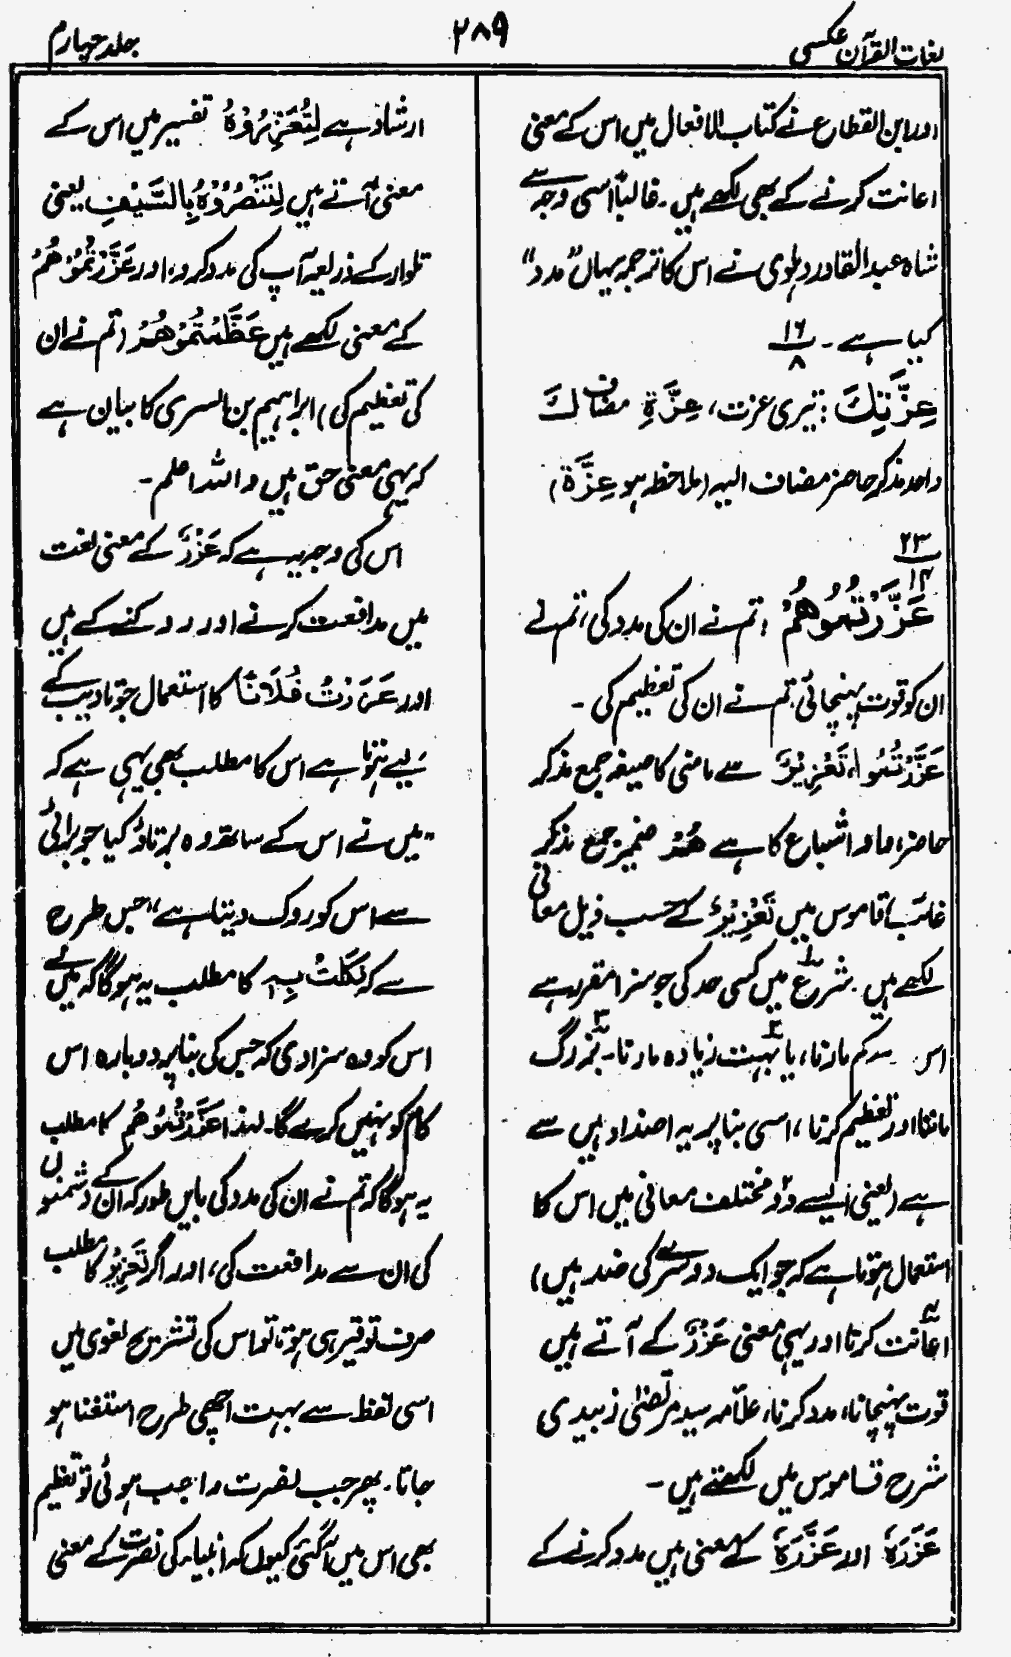 لغات القرآن عکسی
۲۸۹
جلد چہارم
اور ابن القطاع نے کتاب الافعال میں اس کے معنی
اعانت کرنے کے بھی لکھے ہیں۔ غالباً اسی وجہ سے
شاہ عبد القادر دہلوی نے اس کا ترجمہ یہاں "مدد"
کیا ہے۔ ۱۶/۸
عِزَّتِكَ : تیری عزت، عِزَّةِ مضاف كَ
واحد مذکر حاضر مضاف الیہ (ملاحظہ ہو عِزَّة)
۲۳/۱۴
عَزَّرْتُمُوهُمْ : تم نے ان کی مدد کی، تم نے
ان کو قوت پہنچائی تم نے ان کی تعظیم کی۔
عَزَّرْتُمُوا، تَعْزِيْرٌ سے ماضی کا صیغہ جمع مذکر
حاضر، واو اشباع کا ہے هُمْ ضمیر جمع مذکر
غائب، قاموس میں تَعْزِيْرٌ کے حسب ذیل معانی
لکھے ہیں۔ شرع میں کسی حد کی جو سزا مقرر ہے
اس سے کم مارنا، یا بہت زیادہ مارنا۔ بزرگ
ماننا اور تعظیم کرنا، اسی بنا پر یہ اضداد میں سے
ہے (یعنی ایسے دو مختلف معانی میں اس کا
استعمال ہوتا ہے کہ جو ایک دوسرے کی ضد ہیں)
اعانت کرنا اور یہی معنی عَزْرٌ کے آتے ہیں
قوت پہنچانا، مدد کرنا، علامہ سید مرتضیٰ زبیدی
شرح قاموس میں لکھتے ہیں۔
عَزَرَهٗ اور عَزَّرَهٗ کے معنی ہیں مدد کرنے کے
ارشاد ہے لِتُعَزِّرُوْهُ تفسیر میں اس کے
معنی آتے ہیں لِتَنْصُرُوْهُ بِالسَّيْفِ یعنی
تلوار کے ذریعہ آپ کی مدد کرو، اور عَزَّرْتُمُوْهُمْ
کے معنی لکھے ہیں عَظَّمْتُمُوْهُمْ (تم نے ان
کی تعظیم کی) ابراہیم بن السری کا بیان ہے
کہ یہی معنی حق ہیں واللہ اعلم۔
اس کی وجہ یہ ہے کہ عَزْرٌ کے معنی لغت
میں مدافعت کرنے اور روکنے کے ہیں
اور عَزَرْتُ فُلَانًا کا استعمال جو تادیب کے
لیے ہوتا ہے اس کا مطلب بھی یہی ہے کہ
"میں نے اس کے ساتھ وہ برتاؤ کیا جو برائی
سے اس کو روک دیتا ہے"، جس طرح
سے کہ نَكَّلْتُ بِهٖ کا مطلب یہ ہوگا کہ میں نے
اس کو وہ سزا دی کہ جس کی بنا پر دوبارہ اس
کام کو نہیں کرے گا۔ لہٰذا عَزَّرْتُمُوهُم کا مطلب
یہ ہوگا کہ تم نے ان کی مدد کی بایں طور کہ ان کے دشمنوں
کی ان سے مدافعت کی، اور اگر تَعْزِيْرٌ کا مطلب
صرف توقیر ہی ہوتا تو اس کی تشریح لغوی میں
اسی لفظ سے بہت اچھی طرح استغنا ہو
جاتا۔ پھر جب نصرت واجب ہوئی تو تعظیم
بھی اس میں آگئی کیوں کہ انبیاء کی نصرت کے معنی